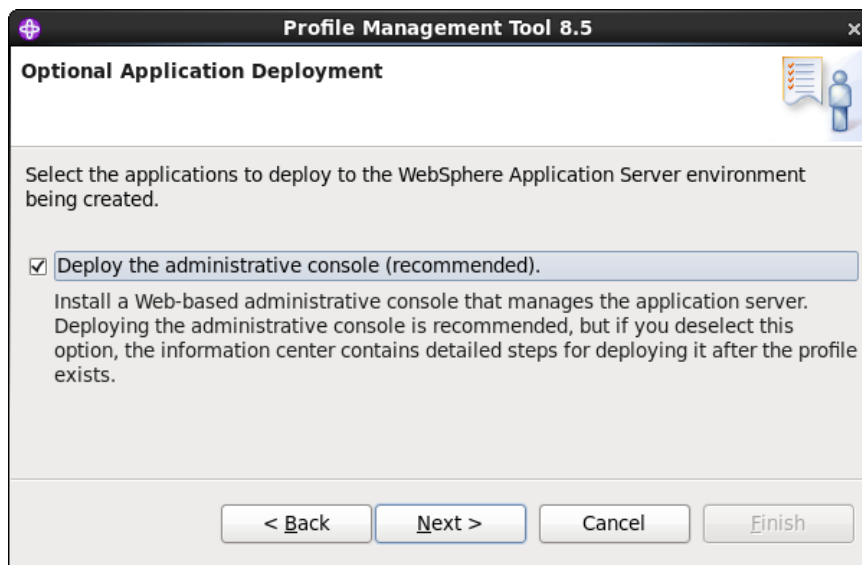 Profile Management Tool 8.5
Optional Application Deployment
Select the applications to deploy to the WebSphere Application Server environment
being created.
Deploy the administrative console (recommended).
Install a Web-based administrative console that manages the application server.
Deploying the administrative console is recommended, but if you deselect this
option, the information center contains detailed steps for deploying it after the profile
exists.
< Back Next > Cancel Finish